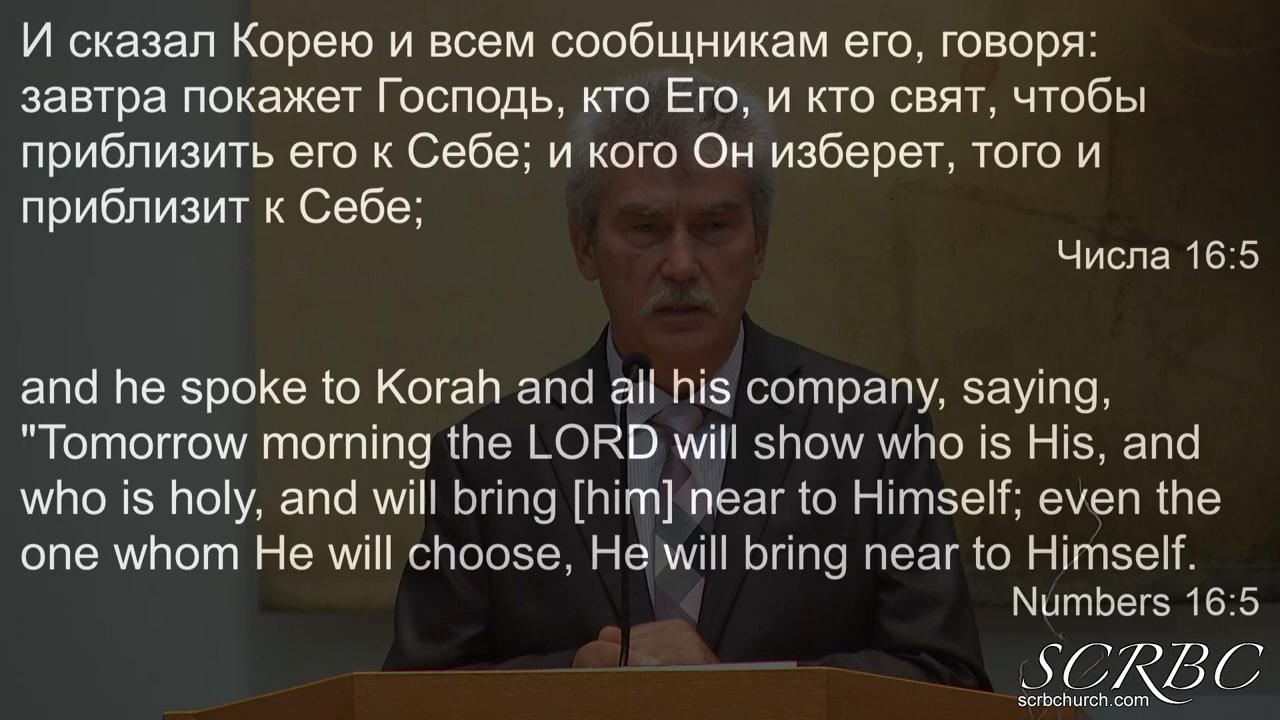 И сказал Корею и всем сообщникам его, говоря:
завтра покажет Господь, кто Его, и кто свят, чтобы
приблизить его к Себе; и кого Он изберет, того и
приблизит к Себе;
Числа 16:5
and he spoke to Korah and all his company, saying,
"Tomorrow morning the LORD will show who is His, and
who is holy, and will bring [him] near to Himself; even the
one whom He will choose, He will bring near to Himself.
Numbers 16:5
SCRBC
scrbchurch.com